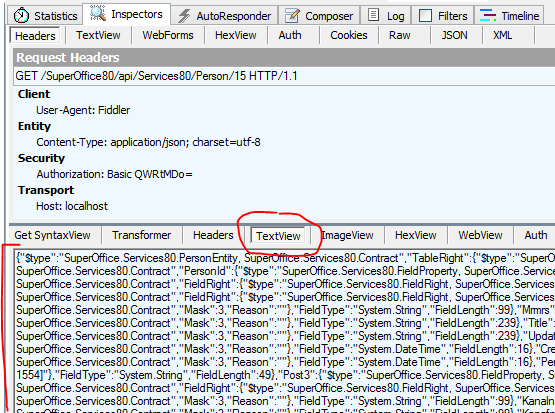 Statistics Inspectors AutoResponder Composer Log Filters Timeline
Headers TextView WebForms HexView Auth Cookies Raw JSON XML
Request Headers
GET /SuperOffice80/api/Services80/Person/15 HTTP/1.1
Client
User-Agent: Fiddler
Entity
Content-Type: application/json; charset=utf-8
Security
Authorization: Basic QWRtMDo=
Transport
Host: localhost
Get SyntaxView Transformer Headers TextView ImageView HexView WebView Auth
{"$type":"SuperOffice.Services80.PersonEntity, SuperOffice.Services80.Contract","TableRight":{"$type":"SuperO
SuperOffice.Services80.Contract","PersonId":{"$type":"SuperOffice.Services80.FieldProperty, SuperOffice.Servic
SuperOffice.Services80.Contract","FieldRight":{"$type":"SuperOffice.Services80.FieldRight, SuperOffice.Services
SuperOffice.Services80.Contract","FieldRight":{"$type":"SuperOffice.Services80.FieldRight, SuperOffice.Services
SuperOffice.Services80.Contract","Mask":3,"Reason":""},"FieldType":"System.String","FieldLength":99},"Mrmrs"
SuperOffice.Services80.Contract","Mask":3,"Reason":""},"FieldType":"System.String","FieldLength":239},"Title":
SuperOffice.Services80.Contract","Mask":3,"Reason":""},"FieldType":"System.String","FieldLength":239},"Updat
SuperOffice.Services80.Contract","Mask":3,"Reason":""},"FieldType":"System.DateTime","FieldLength":16},"Cre
SuperOffice.Services80.Contract","Mask":3,"Reason":""},"FieldType":"System.DateTime","FieldLength":16},"Per
1554]"},"FieldType":"System.String","FieldLength":49},"Post3":{"$type":"SuperOffice.Services80.FieldProperty, S
SuperOffice.Services80.Contract","FieldRight":{"$type":"SuperOffice.Services80.FieldRight, SuperOffice.Services
SuperOffice.Services80.Contract","Mask":3,"Reason":""},"FieldType":"System.String","FieldLength":99},"Kanain